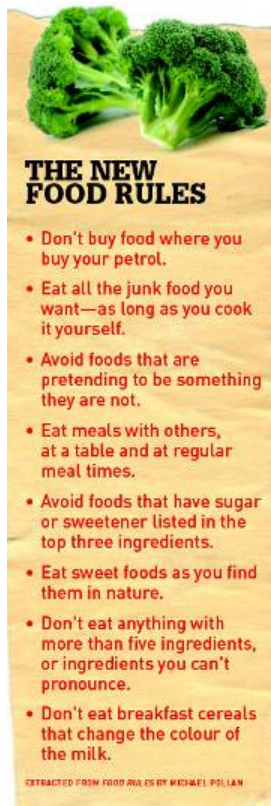 THE NEW
FOOD RULES
• Don't buy food where you
buy your petrol.
• Eat all the junk food you
want—as long as you cook
it yourself.
• Avoid foods that are
pretending to be something
they are not.
• Eat meals with others,
at a table and at regular
meal times.
• Avoid foods that have sugar
or sweetener listed in the
top three ingredients.
• Eat sweet foods as you find
them in nature.
• Don't eat anything with
more than five ingredients,
or ingredients you can't
pronounce.
• Don't eat breakfast cereals
that change the colour of
the milk.
EXTRACTED FROM FOOD RULES BY MICHAEL POLLAN